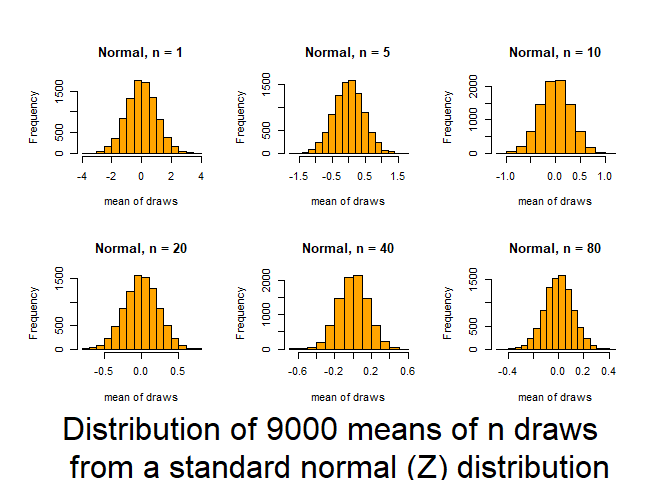 Normal, n = 1
Frequency
1500
500
0
-4 -2 0 2 4
mean of draws
Normal, n = 5
Frequency
1500
500
0
-1.5 -0.5 0.5 1.5
mean of draws
Normal, n = 10
Frequency
2000
1000
0
-1.0 0.0 1.0
mean of draws
Normal, n = 20
Frequency
1500
500
0
-0.5 0.0 0.5
mean of draws
Normal, n = 40
Frequency
2000
1000
0
-0.6 -0.2 0.2 0.6
mean of draws
Normal, n = 80
Frequency
1500
500
0
-0.4 0.0 0.4
mean of draws
Distribution of 9000 means of n draws
from a standard normal (Z) distribution